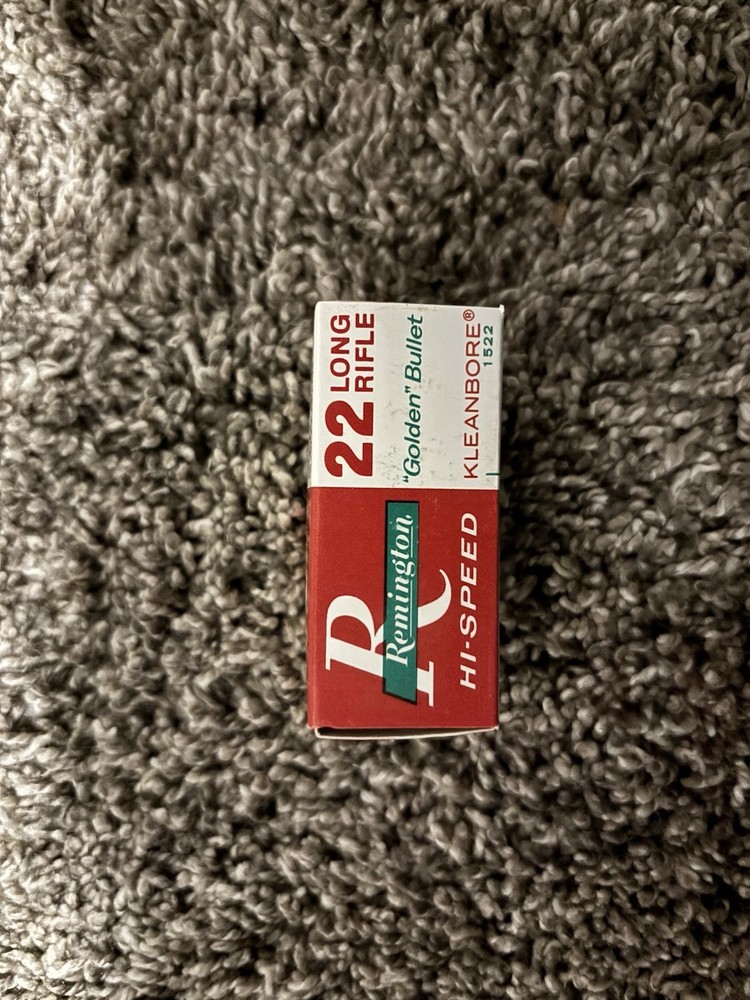 R
Remington
HI-SPEED
22 LONG
RIFLE
"Golden" Bullet
KLEANBORE®
1522